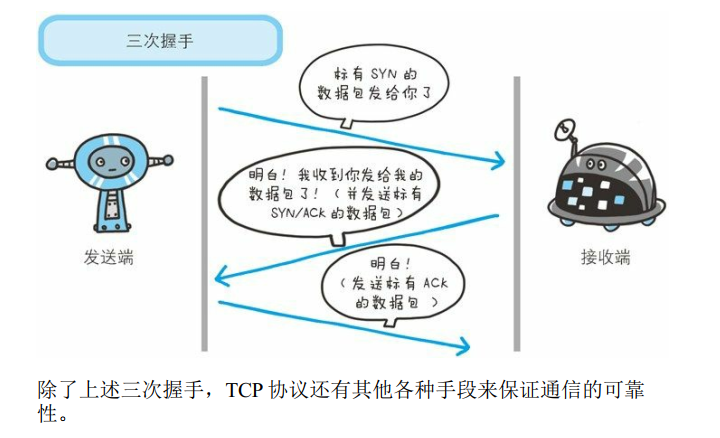 三次握手
标有 SYN 的
数据包发给你了
明白！我收到你发给我的
数据包了！（并发送标有
SYN/ACK 的数据包）
发送端
接收端
明白！
（发送标有 ACK
的数据包）
除了上述三次握手，TCP 协议还有其他各种手段来保证通信的可靠
性。